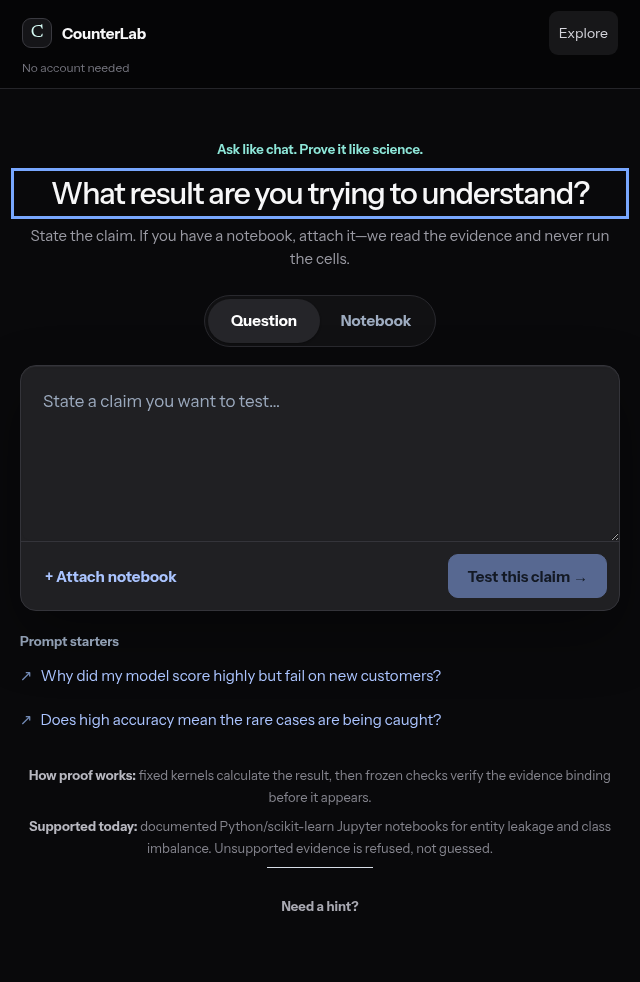 C CounterLab
Explore
No account needed
Ask like chat. Prove it like science.
What result are you trying to understand?
State the claim. If you have a notebook, attach it—we read the evidence and never run
the cells.
Question
Notebook
State a claim you want to test…
+ Attach notebook
Test this claim →
Prompt starters
↗ Why did my model score highly but fail on new customers?
↗ Does high accuracy mean the rare cases are being caught?
How proof works: fixed kernels calculate the result, then frozen checks verify the evidence binding
before it appears.
Supported today: documented Python/scikit-learn Jupyter notebooks for entity leakage and class
imbalance. Unsupported evidence is refused, not guessed.
Need a hint?